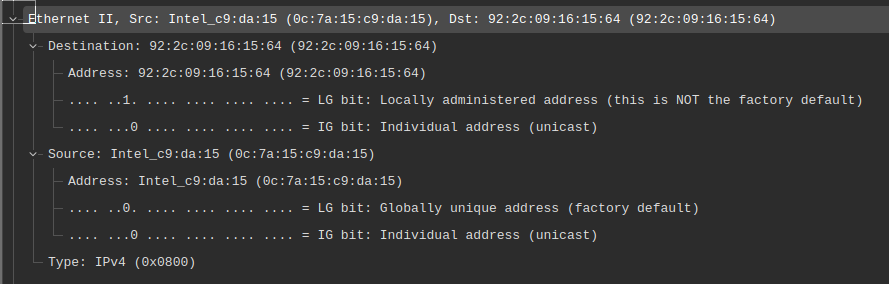 Ethernet II, Src: Intel_c9:da:15 (0c:7a:15:c9:da:15), Dst: 92:2c:09:16:15:64 (92:2c:09:16:15:64)
Destination: 92:2c:09:16:15:64 (92:2c:09:16:15:64)
Address: 92:2c:09:16:15:64 (92:2c:09:16:15:64)
.... ..1. .... .... .... .... = LG bit: Locally administered address (this is NOT the factory default)
.... ...0 .... .... .... .... = IG bit: Individual address (unicast)
Source: Intel_c9:da:15 (0c:7a:15:c9:da:15)
Address: Intel_c9:da:15 (0c:7a:15:c9:da:15)
.... ..0. .... .... .... .... = LG bit: Globally unique address (factory default)
.... ...0 .... .... .... .... = IG bit: Individual address (unicast)
Type: IPv4 (0x0800)